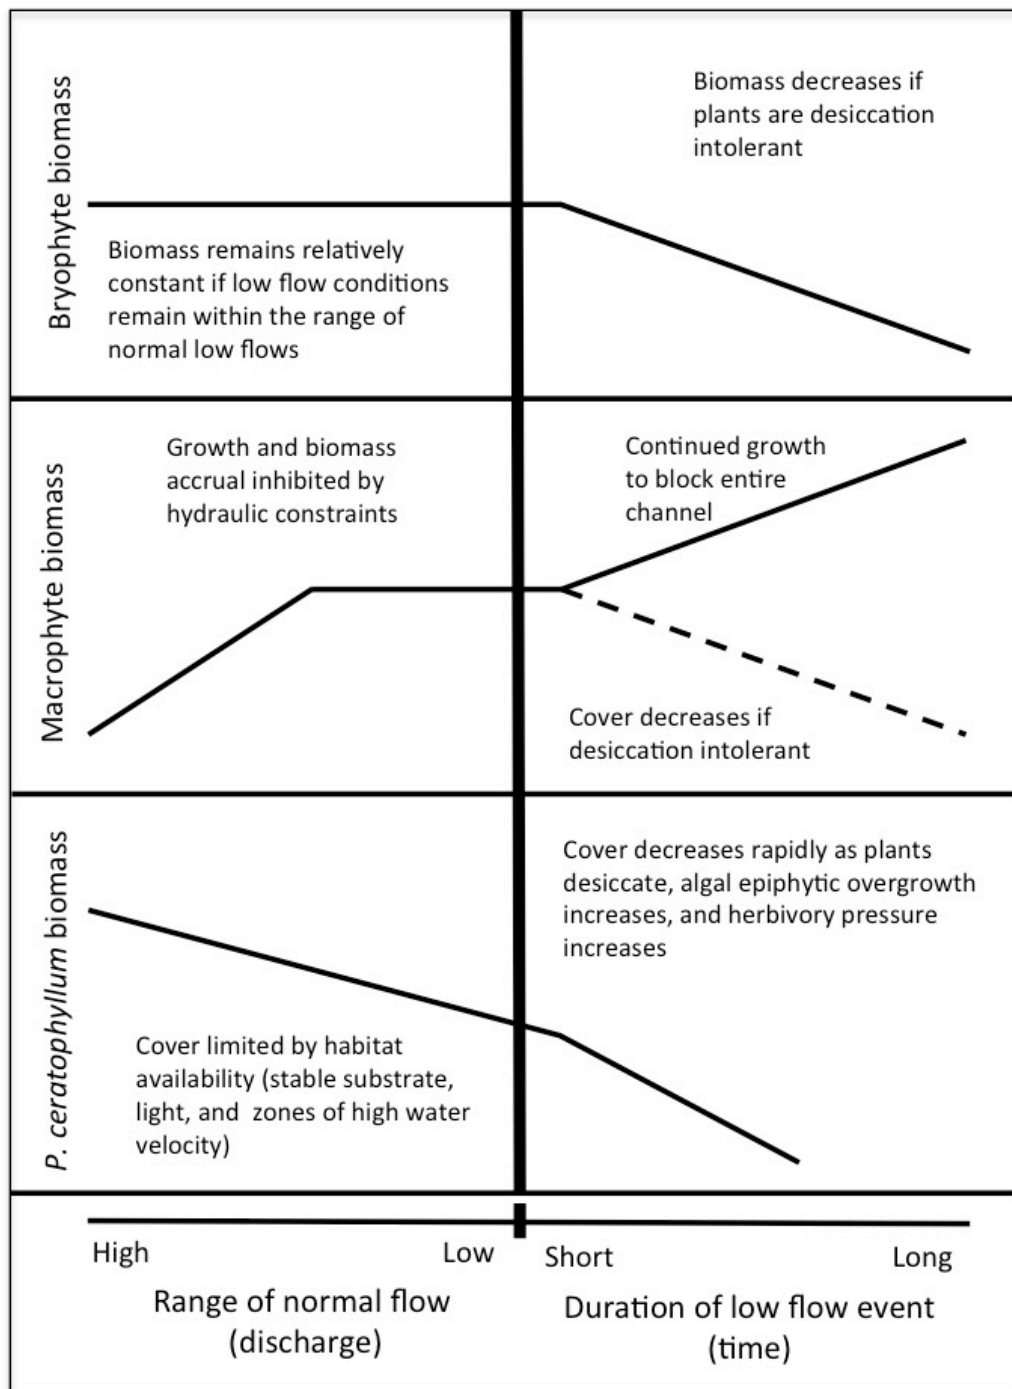 Bryophyte biomass
Biomass decreases if
plants are desiccation
intolerant
Biomass remains relatively
constant if low flow conditions
remain within the range of
normal low flows
Macrophyte biomass
Growth and biomass
accrual inhibited by
hydraulic constraints
Continued growth
to block entire
channel
Cover decreases if
desiccation intolerant
P. ceratophyllum biomass
Cover decreases rapidly as plants
desiccate, algal epiphytic overgrowth
increases, and herbivory pressure
increases
Cover limited by habitat
availability (stable substrate,
light, and zones of high water
velocity)
High
Low
Short
Long
Range of normal flow
(discharge)
Duration of low flow event
(time)